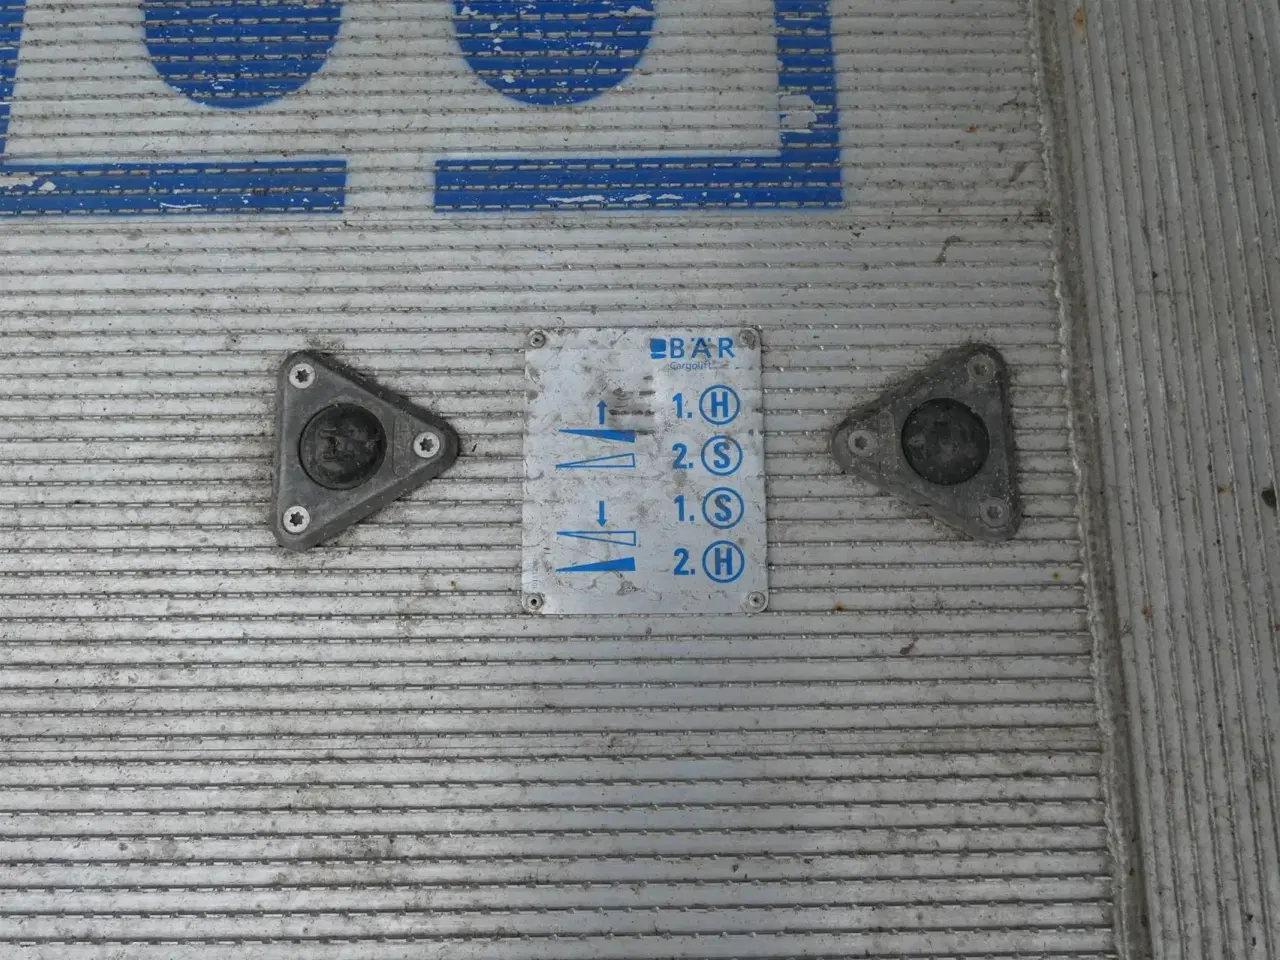 BÄR
Cargolift
1. H
2. S
1. S
2. H